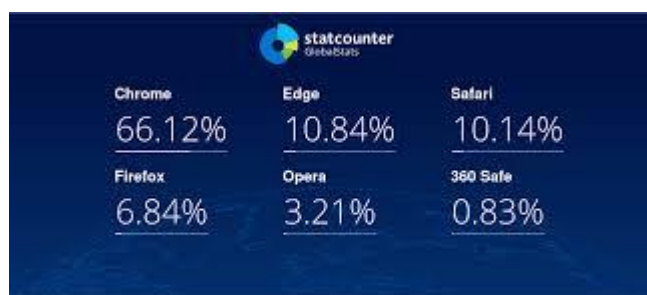 statcounter
GlobalStats
Chrome Edge Safari
66.12% 10.84% 10.14%
Firefox Opera 360 Safe
6.84% 3.21% 0.83%